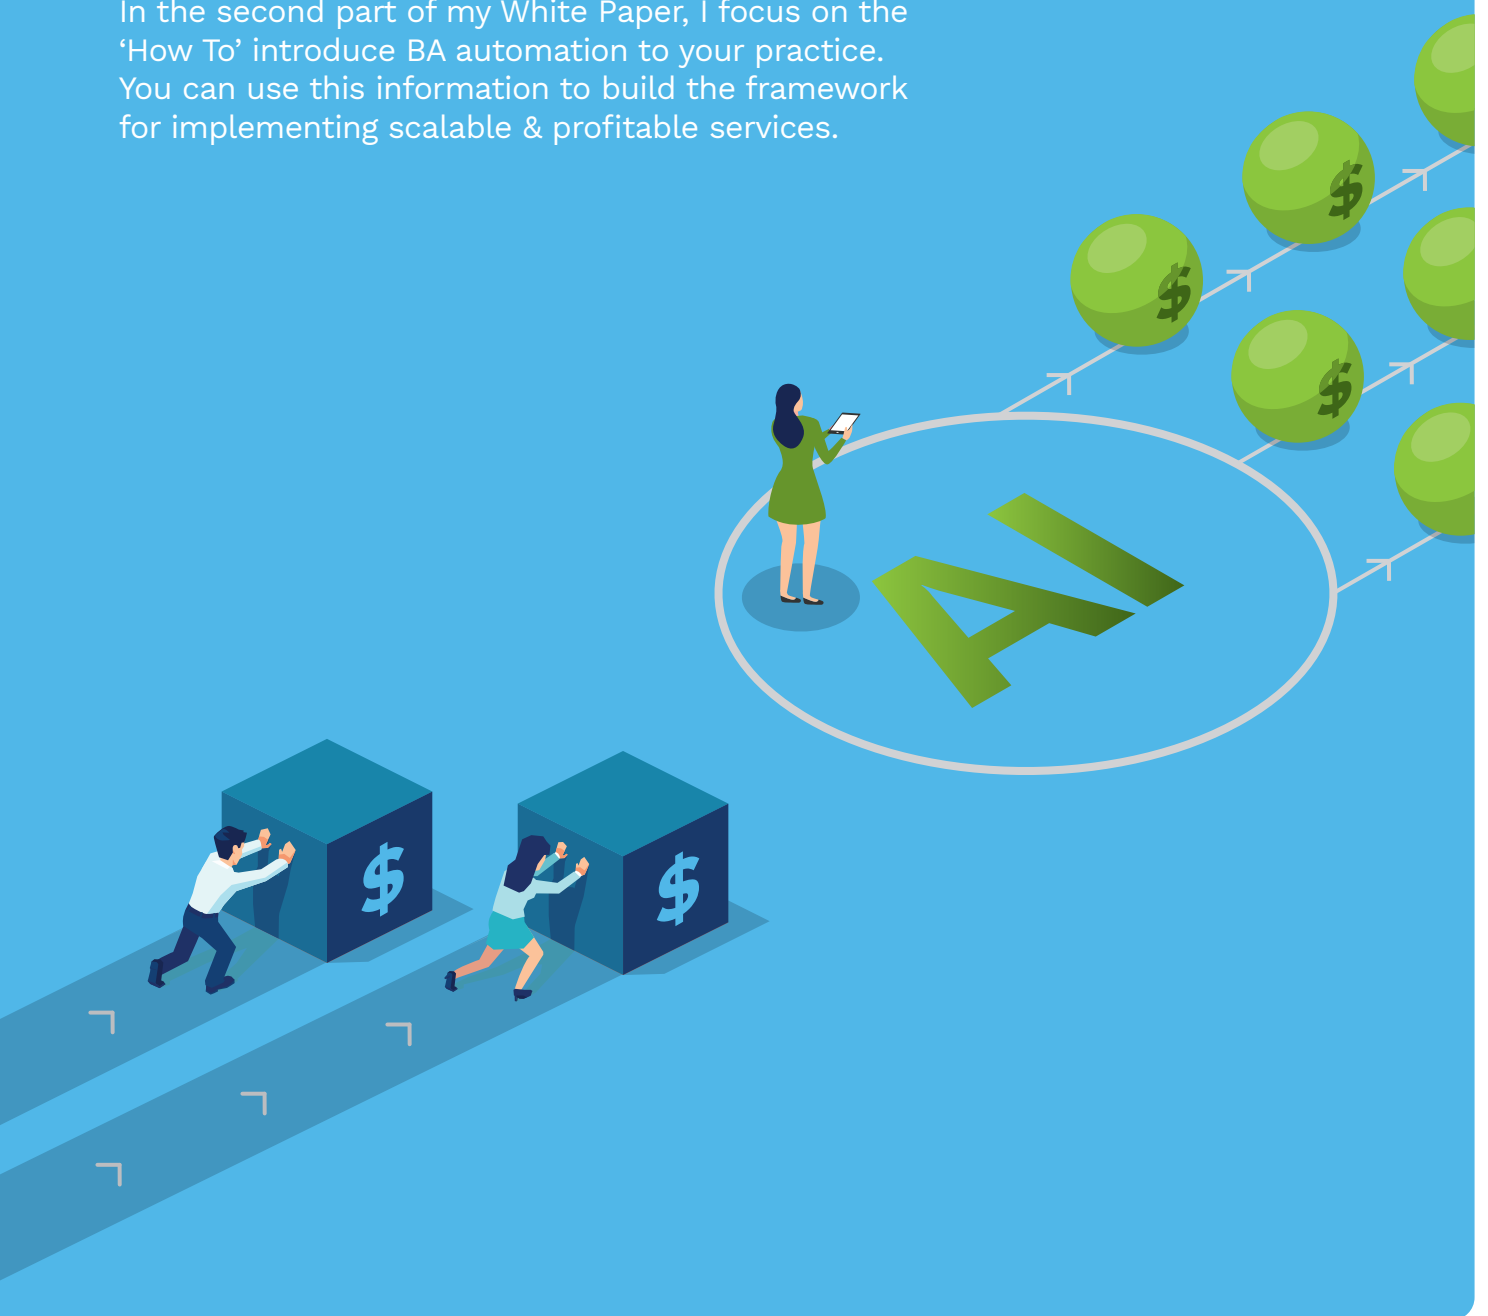 In the second part of my White Paper, I focus on the
‘How To’ introduce BA automation to your practice.
You can use this information to build the framework
for implementing scalable & profitable services.
$
$
$
$
AI
$
$